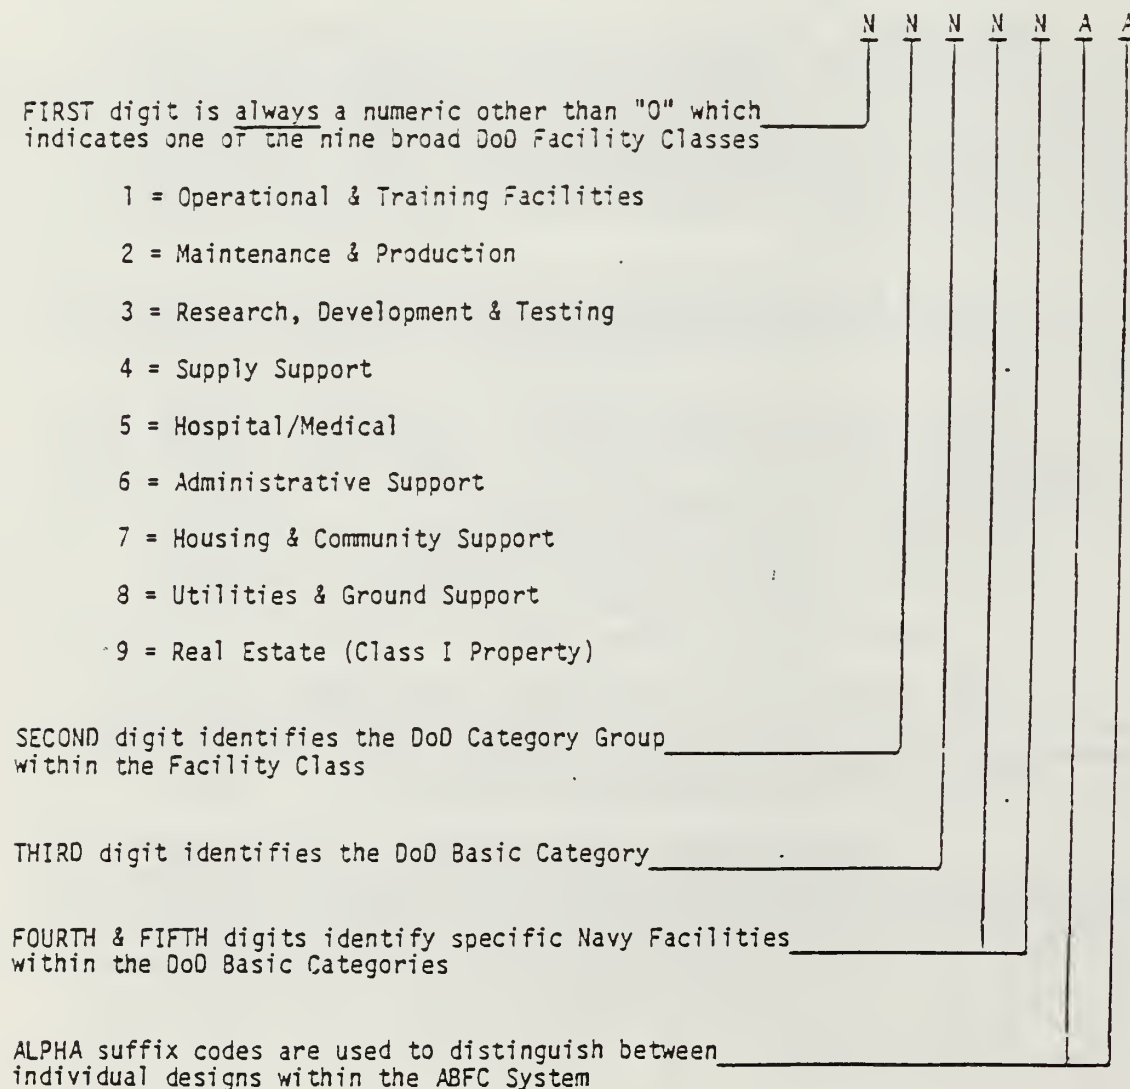 N N N N N A A
FIRST digit is always a numeric other than "0" which
indicates one of the nine broad DoD Facility Classes
1 = Operational & Training Facilities
2 = Maintenance & Production
3 = Research, Development & Testing
4 = Supply Support
5 = Hospital/Medical
6 = Administrative Support
7 = Housing & Community Support
8 = Utilities & Ground Support
9 = Real Estate (Class I Property)
SECOND digit identifies the DoD Category Group
within the Facility Class
THIRD digit identifies the DoD Basic Category
FOURTH & FIFTH digits identify specific Navy Facilities
within the DoD Basic Categories
ALPHA suffix codes are used to distinguish between
individual designs within the ABFC System